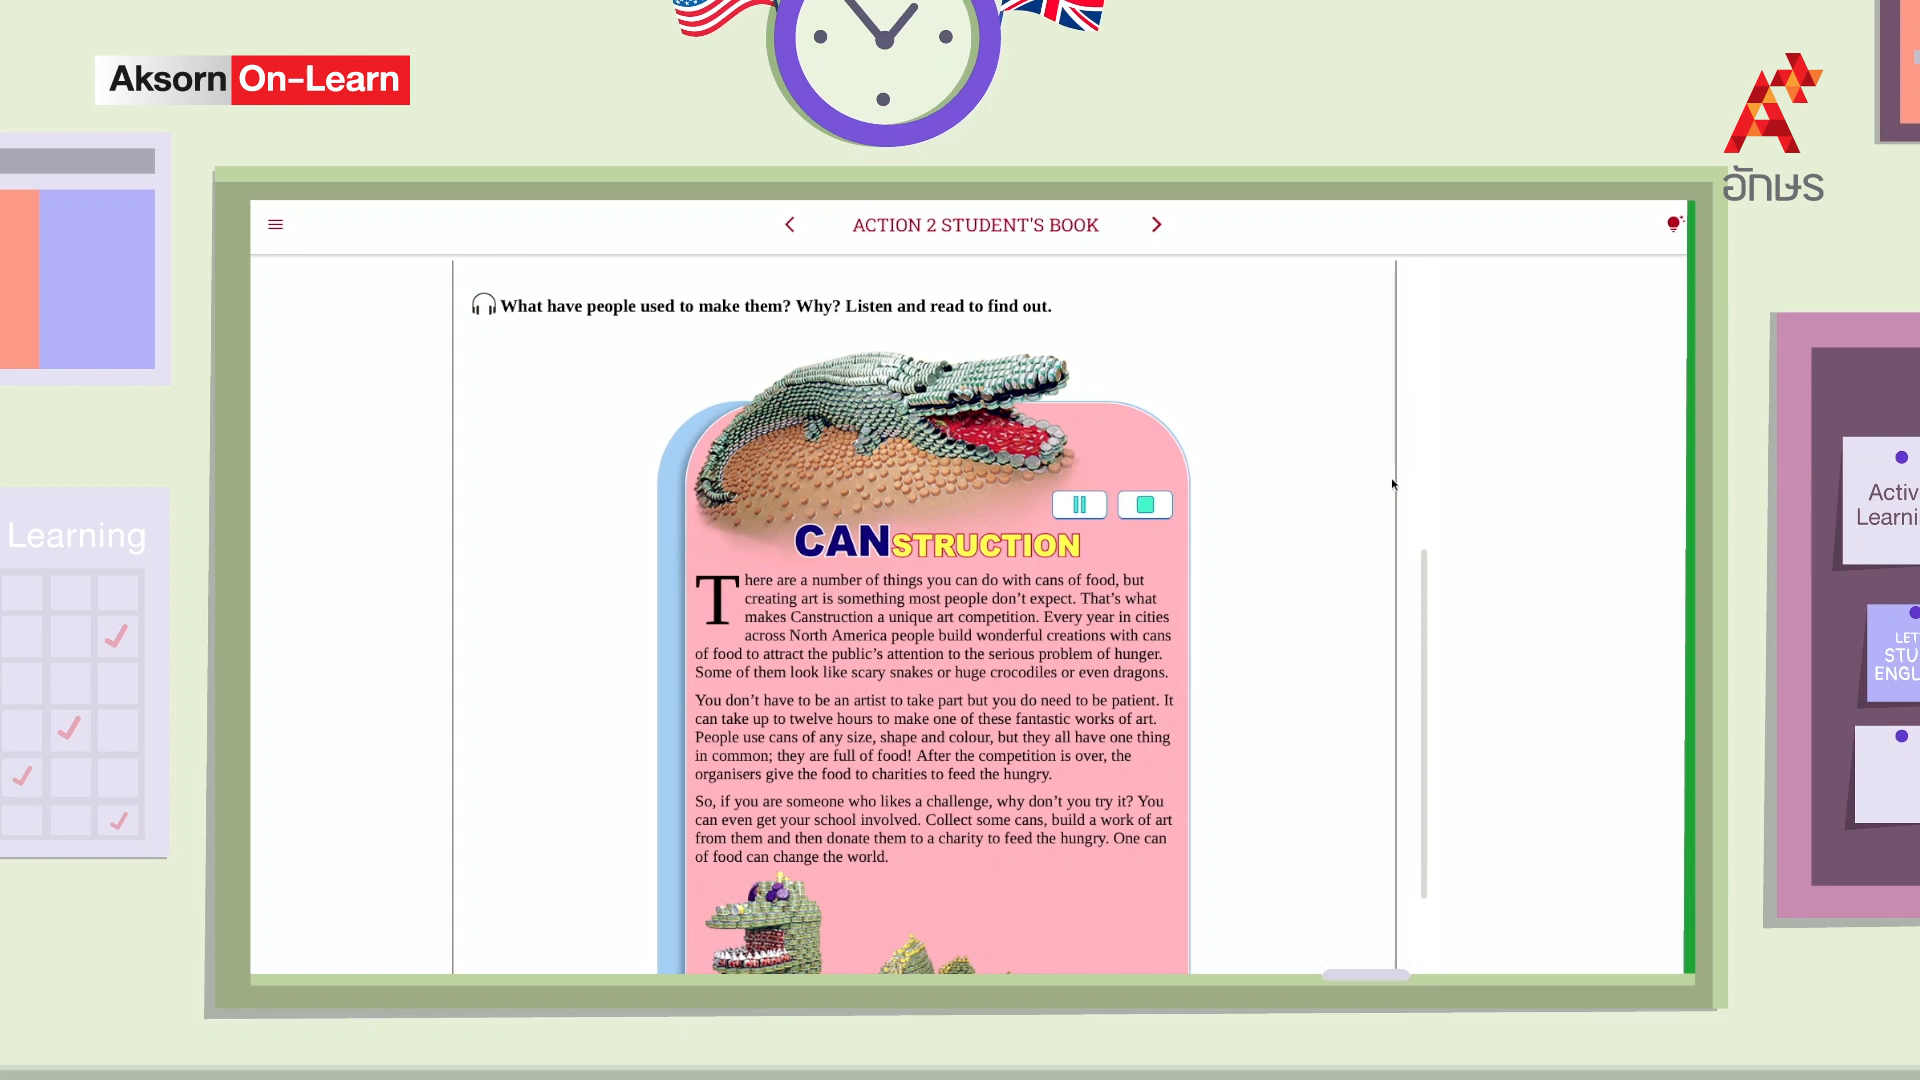 Aksorn On-Learn
อักษร
ACTION 2 STUDENT'S BOOK
What have people used to make them? Why? Listen and read to find out.
CANSTRUCTION
There are a number of things you can do with cans of food, but
creating art is something most people don't expect. That's what
makes Canstruction a unique art competition. Every year in cities
across North America people build wonderful creations with cans
of food to attract the public's attention to the serious problem of hunger.
Some of them look like scary snakes or huge crocodiles or even dragons.
You don't have to be an artist to take part but you do need to be patient. It
can take up to twelve hours to make one of these fantastic works of art.
People use cans of any size, shape and colour, but they all have one thing
in common; they are full of food! After the competition is over, the
organisers give the food to charities to feed the hungry.
So, if you are someone who likes a challenge, why don't you try it? You
can even get your school involved. Collect some cans, build a work of art
from them and then donate them to a charity to feed the hungry. One can
of food can change the world.
Learning
Activ
Learni
LET
STU
ENGL